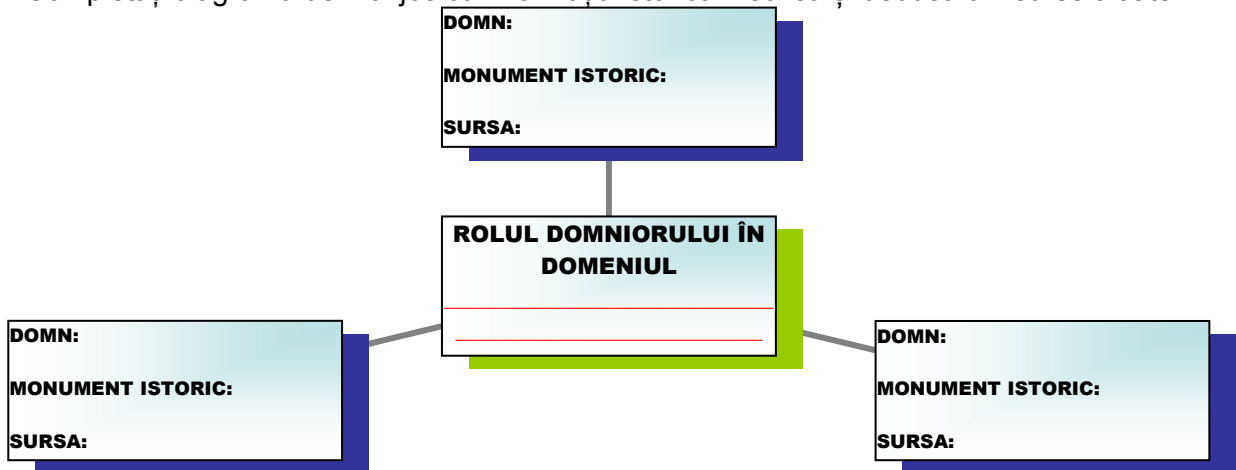 DOMN:
MONUMENT ISTORIC:
SURSA:
ROLUL DOMNIORULUI ÎN
DOMENIUL
DOMN:
MONUMENT ISTORIC:
SURSA:
DOMN:
MONUMENT ISTORIC:
SURSA: